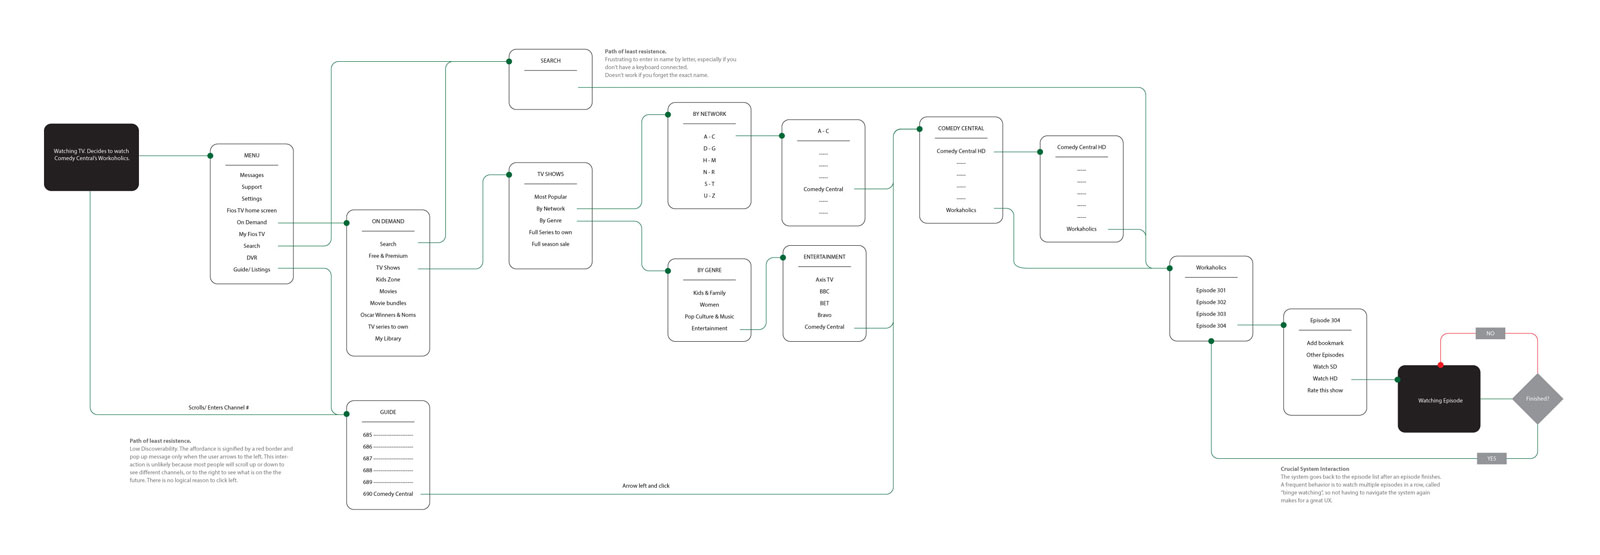 Watching TV. Decides to watch
Comedy Central's Workoholics.
MENU
Messages
Support
Settings
Fios TV home screen
On Demand
My Fios TV
Search
DVR
Guide/ Listings
ON DEMAND
Search
Free & Premium
TV Shows
Kids Zone
Movies
Movie bundles
Oscar Winners & Noms
TV series to own
My Library
Scrolls/ Enters Channel #
Path of least resistence.
Low Discoverability. The affordance is signified by a red border and
pop up message only when the user arrows to the left. This inter-
action is unlikely because most people will scroll up or down to
see different channels, or to the right to see what is on the the
future. There is no logical reason to click left.
GUIDE
685
686
687
688
689
690 Comedy Central
Arrow left and click
SEARCH
Path of least resistence.
Frustrating to enter in name by letter, especially if you
don't have a keyboard connected.
Doesn't work if you forget the exact name.
TV SHOWS
Most Popular
By Network
By Genre
Full Series to own
Full season sale
BY NETWORK
A - C
D - G
H - M
N - R
S - T
U - Z
A - C
Comedy Central
BY GENRE
Kids & Family
Women
Pop Culture & Music
Entertainment
ENTERTAINMENT
Axis TV
BBC
BET
Bravo
Comedy Central
COMEDY CENTRAL
Comedy Central HD
Workaholics
Comedy Central HD
Workaholics
Workaholics
Episode 301
Episode 302
Episode 303
Episode 304
Episode 304
Add bookmark
Other Episodes
Watch SD
Watch HD
Rate this show
Watching Episode
NO
Finished?
YES
Crucial System Interaction
The system goes back to the episode list after an episode finishes.
A frequent behavior is to watch multiple episodes in a row, called
"binge watching", so not having to navigate the system again
makes for a great UX.